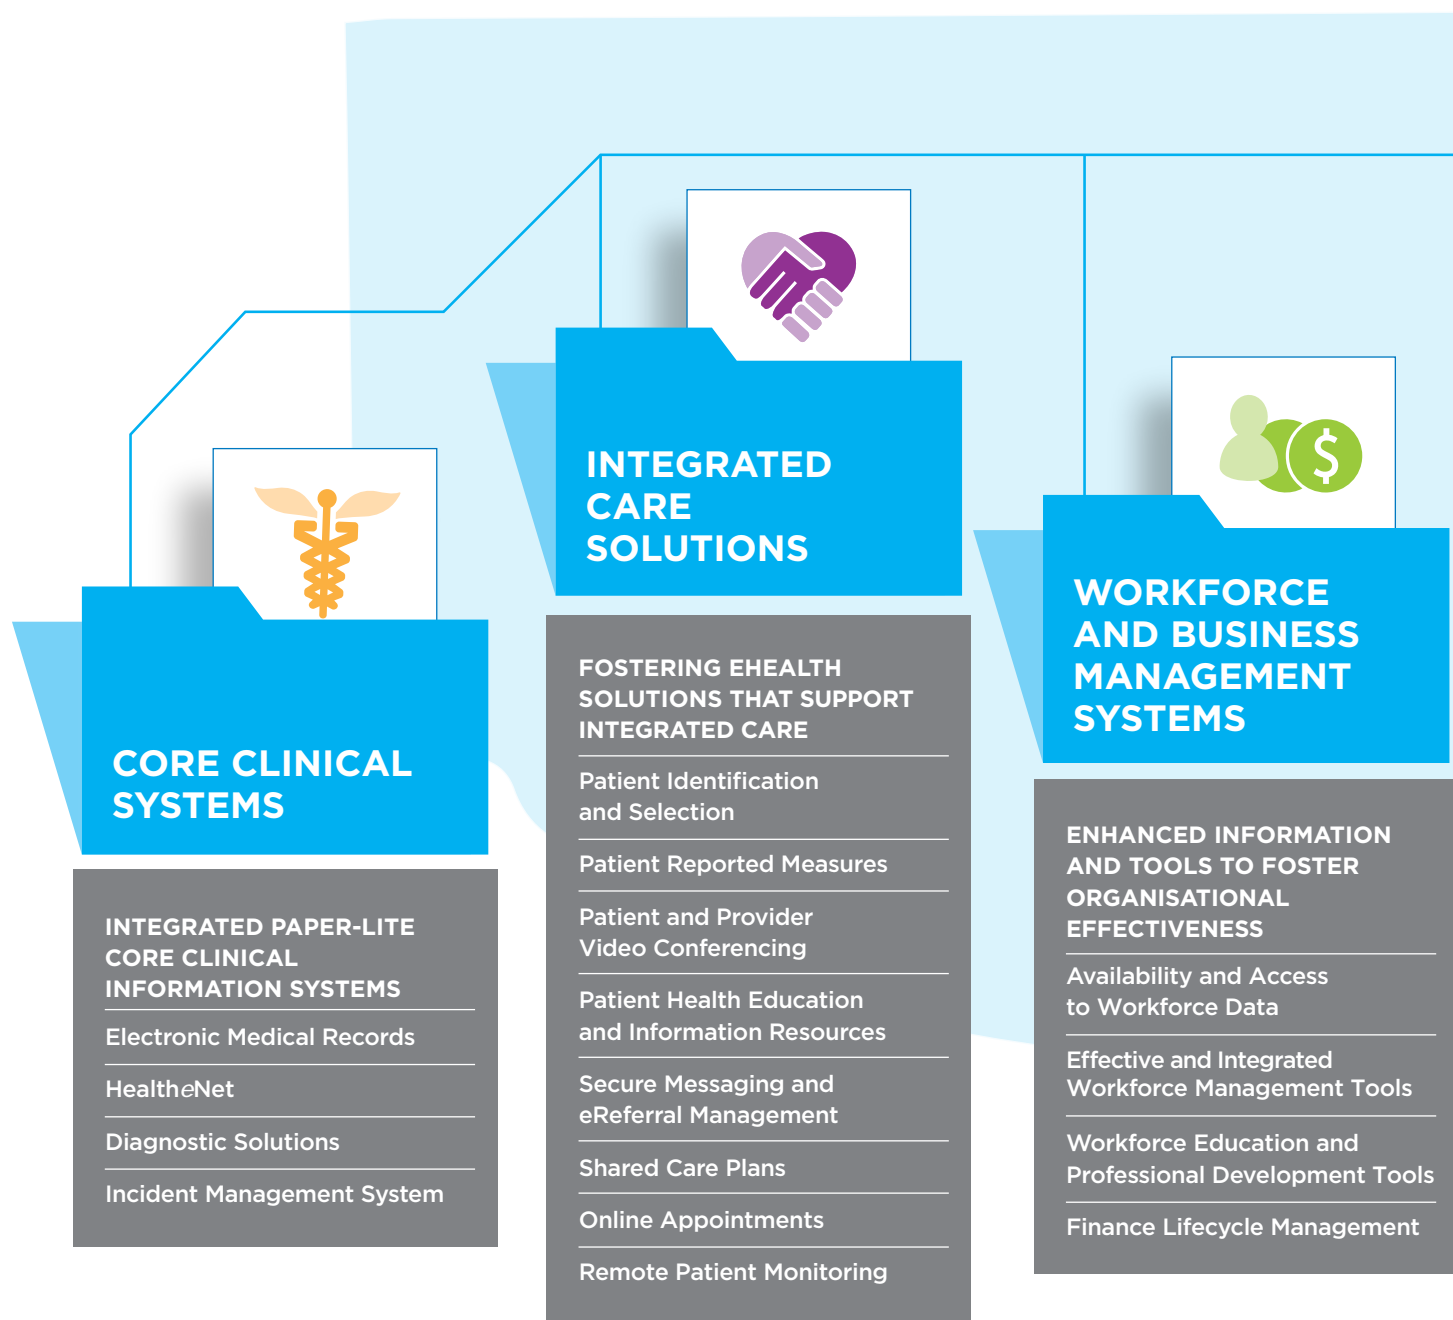 CORE CLINICAL
SYSTEMS
INTEGRATED PAPER-LITE
CORE CLINICAL
INFORMATION SYSTEMS
Electronic Medical Records
HealtheNet
Diagnostic Solutions
Incident Management System
INTEGRATED
CARE
SOLUTIONS
FOSTERING EHEALTH
SOLUTIONS THAT SUPPORT
INTEGRATED CARE
Patient Identification
and Selection
Patient Reported Measures
Patient and Provider
Video Conferencing
Patient Health Education
and Information Resources
Secure Messaging and
eReferral Management
Shared Care Plans
Online Appointments
Remote Patient Monitoring
$
WORKFORCE
AND BUSINESS
MANAGEMENT
SYSTEMS
ENHANCED INFORMATION
AND TOOLS TO FOSTER
ORGANISATIONAL
EFFECTIVENESS
Availability and Access
to Workforce Data
Effective and Integrated
Workforce Management Tools
Workforce Education and
Professional Development Tools
Finance Lifecycle Management